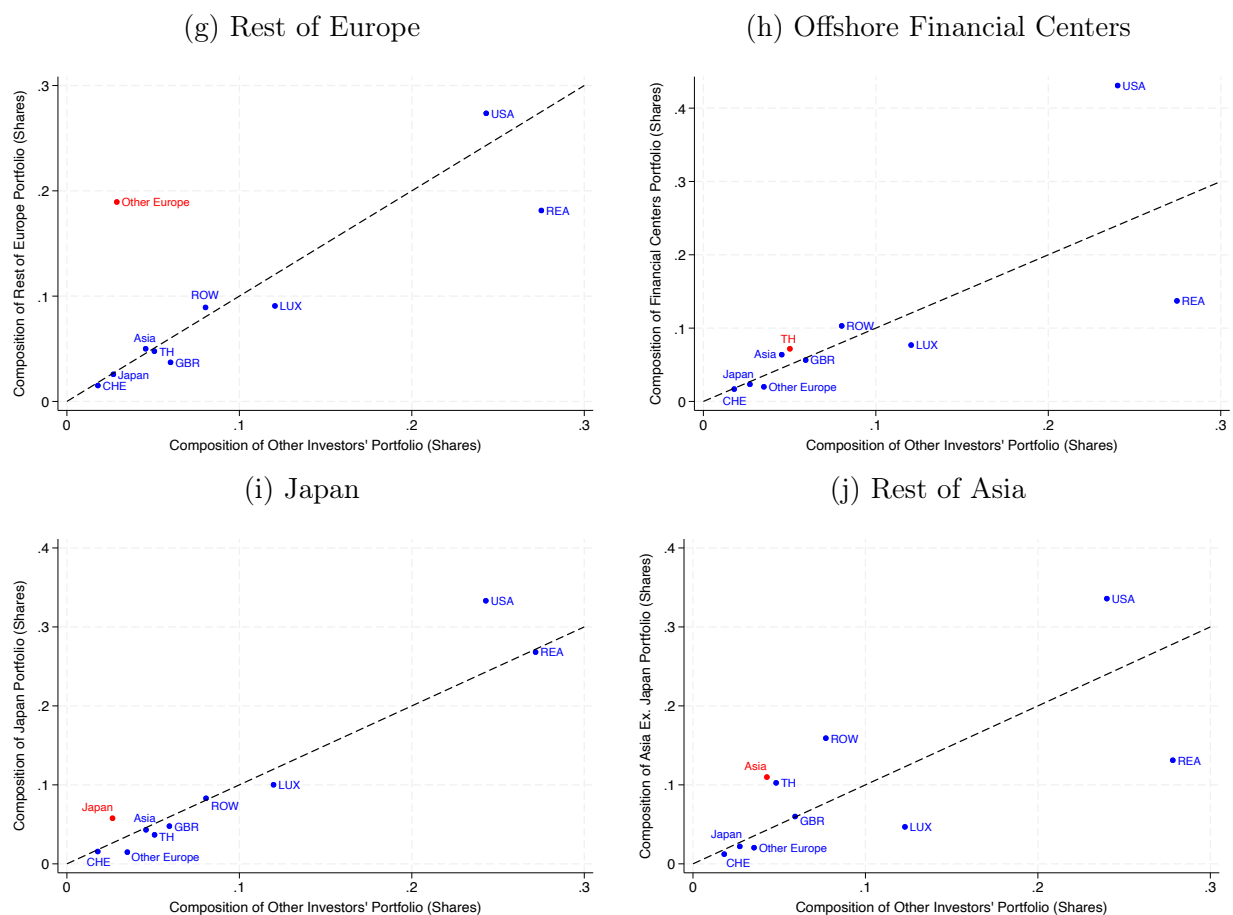 (g) Rest of Europe
Composition of Rest of Europe Portfolio (Shares)
.3
.2
.1
0
USA
Other Europe
REA
ROW
LUX
Asia
TH
GBR
Japan
CHE
0
.1
.2
.3
Composition of Other Investors' Portfolio (Shares)
(h) Offshore Financial Centers
Composition of Financial Centers Portfolio (Shares)
.4
.3
.2
.1
0
USA
REA
ROW
TH
LUX
Asia
GBR
Japan
Other Europe
CHE
0
.1
.2
.3
Composition of Other Investors' Portfolio (Shares)
(i) Japan
Composition of Japan Portfolio (Shares)
.4
.3
.2
.1
0
USA
REA
LUX
ROW
Japan
Asia
GBR
TH
CHE
Other Europe
0
.1
.2
.3
Composition of Other Investors' Portfolio (Shares)
(j) Rest of Asia
Composition of Asia Ex. Japan Portfolio (Shares)
.4
.3
.2
.1
0
USA
ROW
REA
Asia
TH
GBR
LUX
Japan
Other Europe
CHE
0
.1
.2
.3
Composition of Other Investors' Portfolio (Shares)